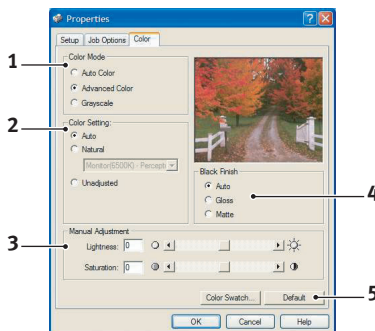 Properties
Setup Job Options Color
1
Color Mode
Auto Color
Advanced Color
Grayscale
2
Color Setting:
Auto
Natural
Monitor(6500K) - Percepti
Unadjusted
Black Finish
Auto
Gloss
Matte
4
3
Manual Adjustment
Lightness: 0
Saturation: 0
Color Swatch... Default
5
OK Cancel Help